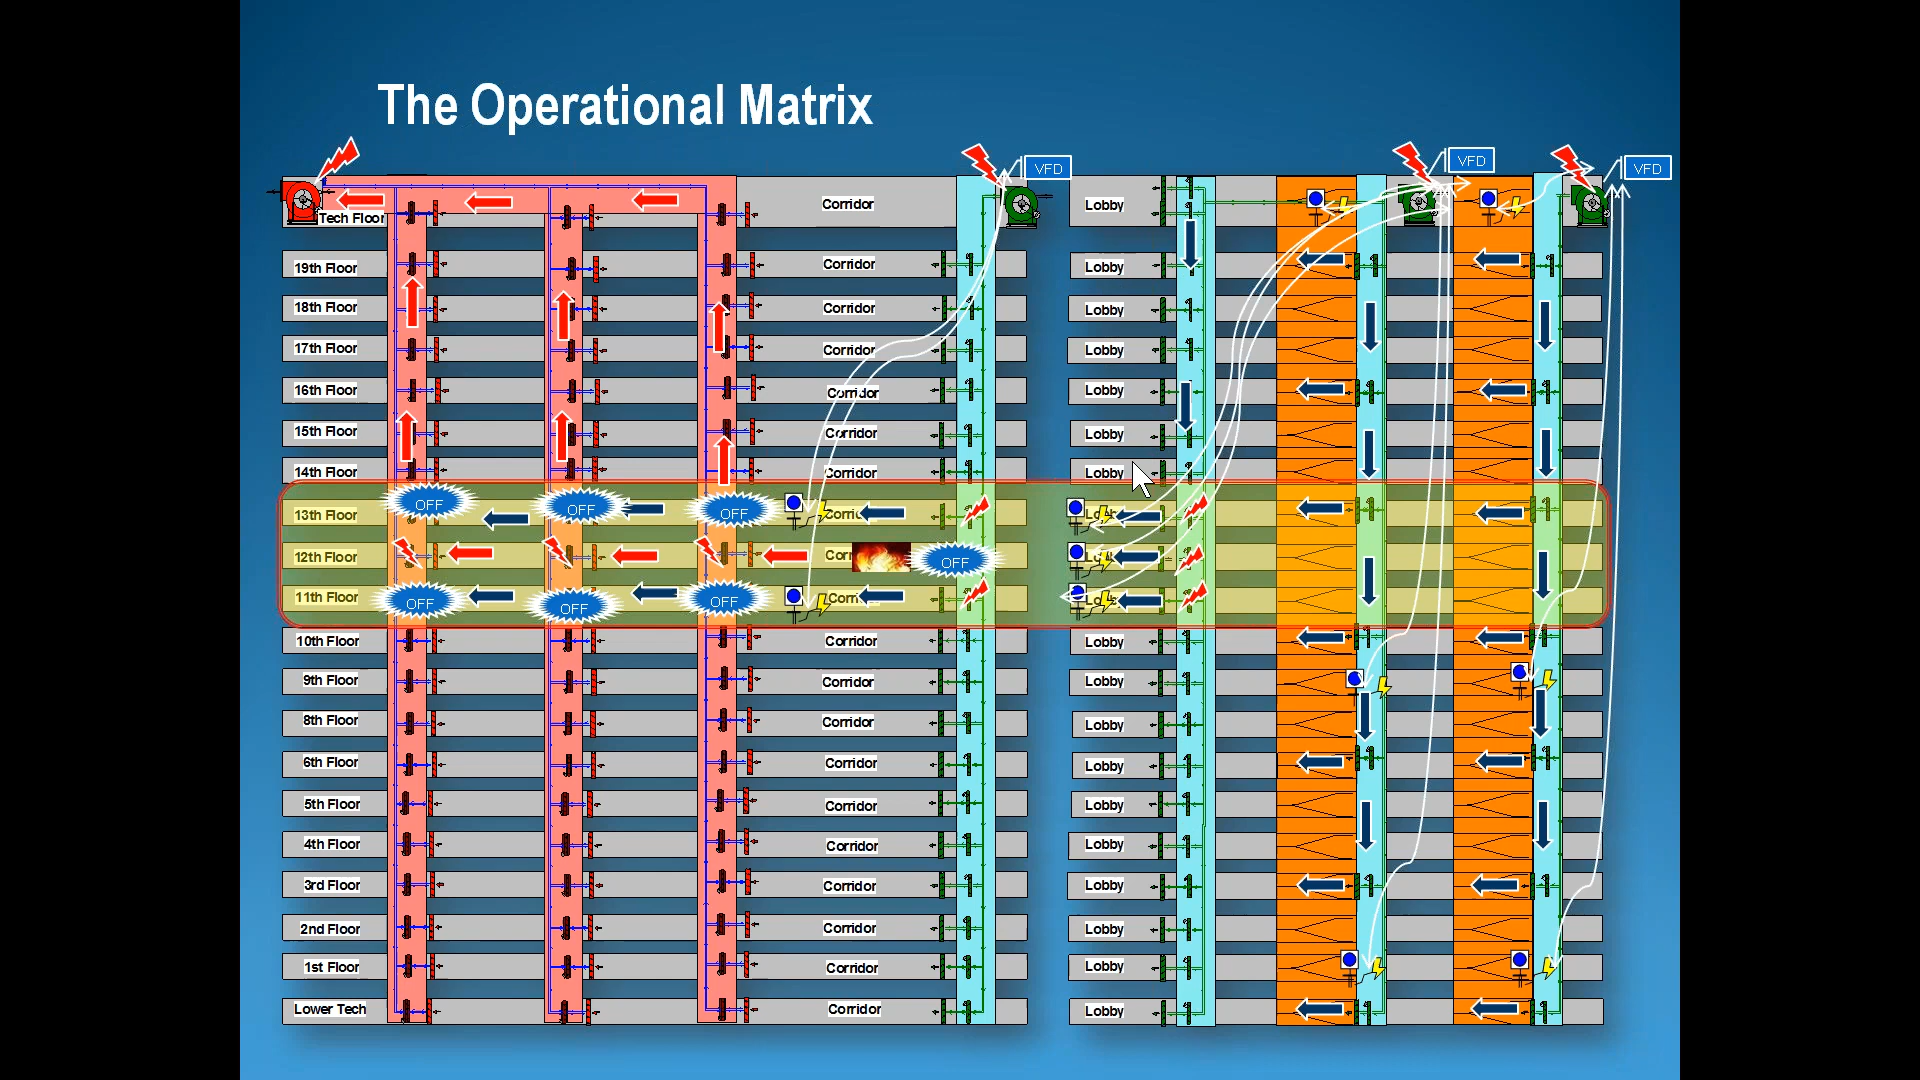 The Operational Matrix
VFD VFD VFD
Tech Floor Corridor Lobby
19th Floor Corridor Lobby
18th Floor Corridor Lobby
17th Floor Corridor Lobby
16th Floor Corridor Lobby
15th Floor Corridor Lobby
14th Floor Corridor Lobby
OFF OFF OFF
13th Floor
12th Floor OFF
11th Floor
OFF OFF OFF
10th Floor Corridor Lobby
9th Floor Corridor Lobby
8th Floor Corridor Lobby
6th Floor Corridor Lobby
5th Floor Corridor Lobby
4th Floor Corridor Lobby
3rd Floor Corridor Lobby
2nd Floor Corridor Lobby
1st Floor Corridor Lobby
Lower Tech Corridor Lobby